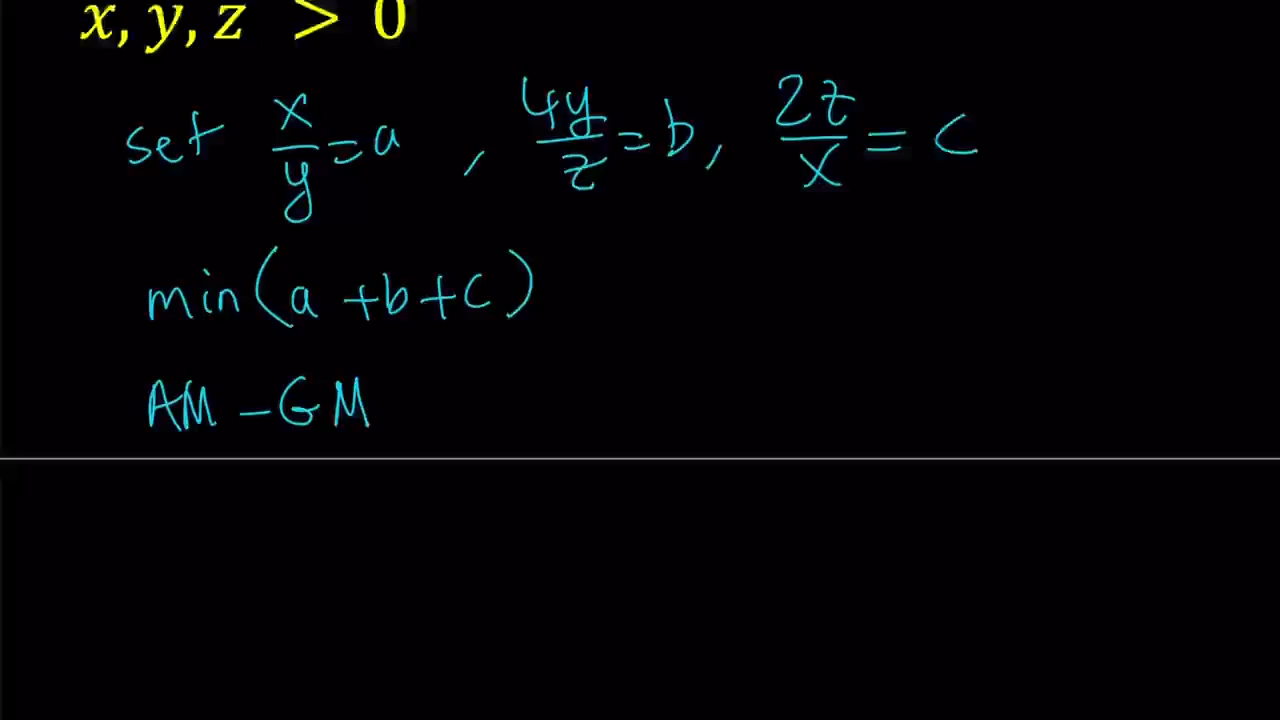 x, y, z > 0
set x/y = a , 4y/z = b, 2z/x = c
min(a+b+c)
AM - GM